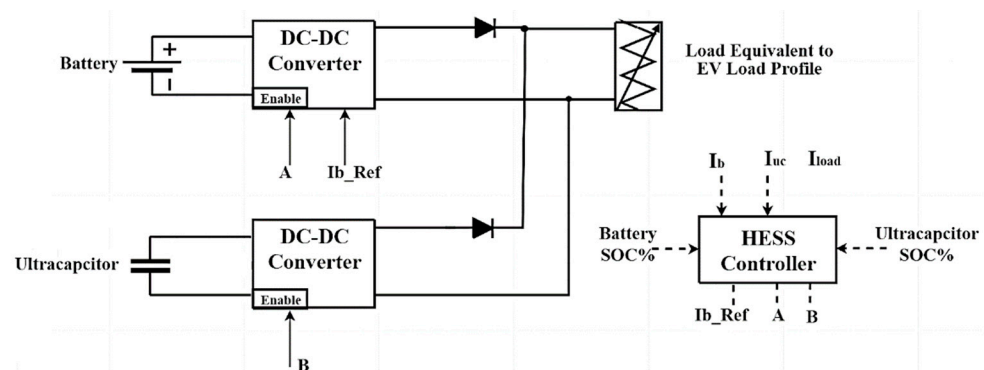 DC-DC
Converter
Battery
+
Enable
A
Ib_Ref
Load Equivalent to
EV Load Profile
DC-DC
Converter
Ultracapcitor
Enable
B
Ib
Iuc
Iload
Battery
SOC%
HESS
Controller
Ultracapcitor
SOC%
Ib_Ref
A
B